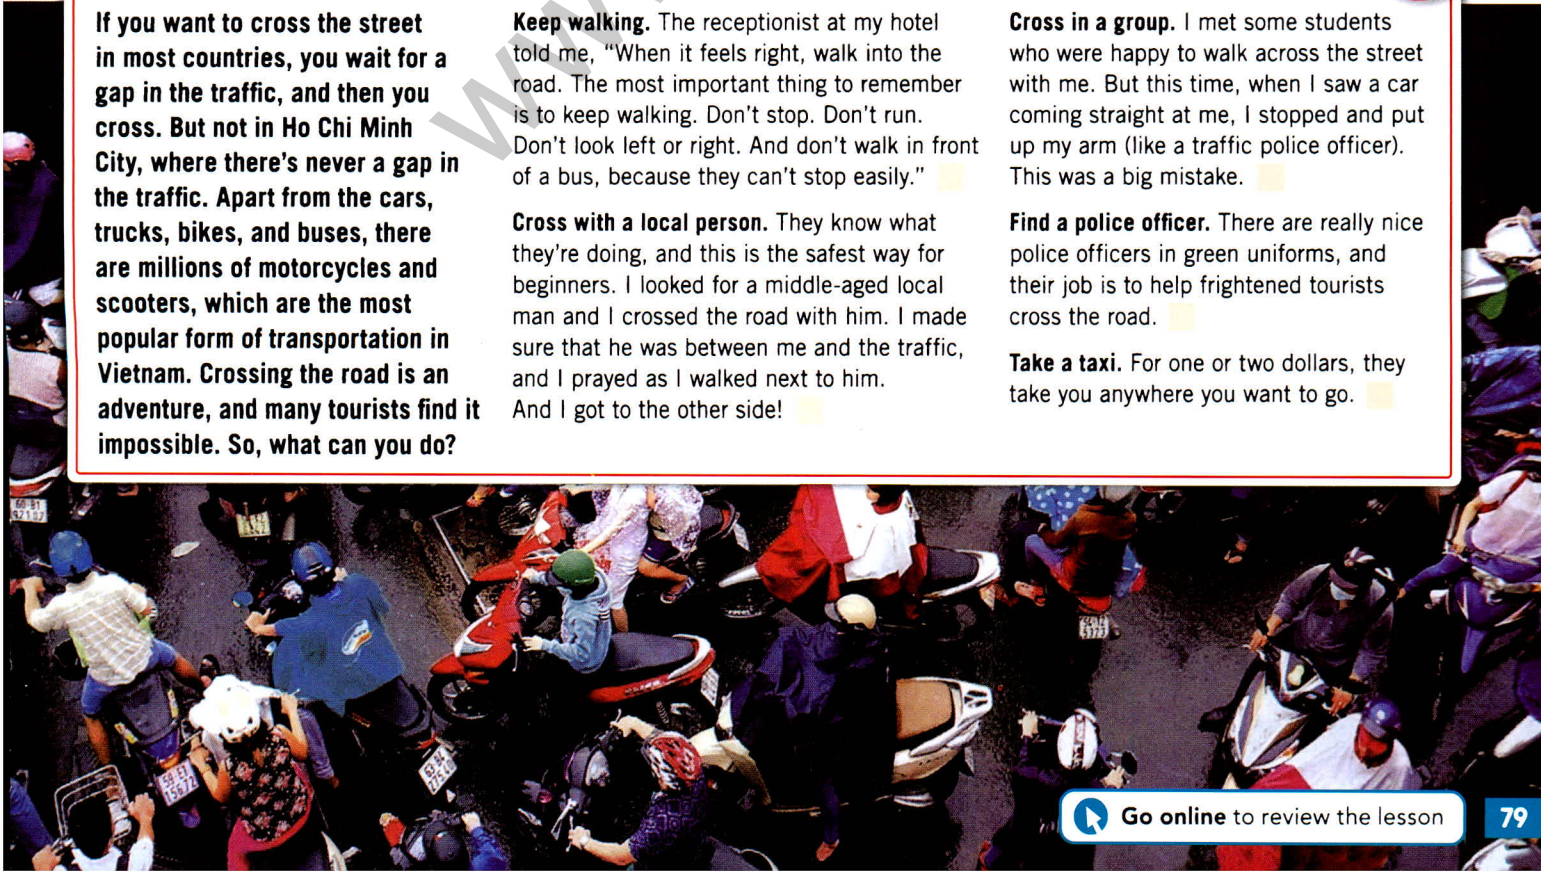 If you want to cross the street
in most countries, you wait for a
gap in the traffic, and then you
cross. But not in Ho Chi Minh
City, where there's never a gap in
the traffic. Apart from the cars,
trucks, bikes, and buses, there
are millions of motorcycles and
scooters, which are the most
popular form of transportation in
Vietnam. Crossing the road is an
adventure, and many tourists find it
impossible. So, what can you do?
Keep walking. The receptionist at my hotel
told me, “When it feels right, walk into the
road. The most important thing to remember
is to keep walking. Don't stop. Don't run.
Don't look left or right. And don't walk in front
of a bus, because they can't stop easily.”
Cross with a local person. They know what
they're doing, and this is the safest way for
beginners. I looked for a middle-aged local
man and I crossed the road with him. I made
sure that he was between me and the traffic,
and I prayed as I walked next to him.
And I got to the other side!
Cross in a group. I met some students
who were happy to walk across the street
with me. But this time, when I saw a car
coming straight at me, I stopped and put
up my arm (like a traffic police officer).
This was a big mistake.
Find a police officer. There are really nice
police officers in green uniforms, and
their job is to help frightened tourists
cross the road.
Take a taxi. For one or two dollars, they
take you anywhere you want to go.
Go online to review the lesson
79